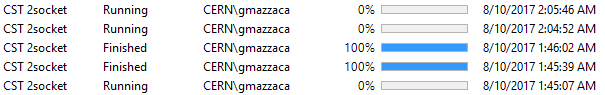 CST 2socket Running CERN\gmazzaca 0% 8/10/2017 2:05:46 AM
CST 2socket Running CERN\gmazzaca 0% 8/10/2017 2:04:52 AM
CST 2socket Finished CERN\gmazzaca 100% 8/10/2017 1:46:02 AM
CST 2socket Finished CERN\gmazzaca 100% 8/10/2017 1:45:39 AM
CST 2socket Running CERN\gmazzaca 0% 8/10/2017 1:45:07 AM